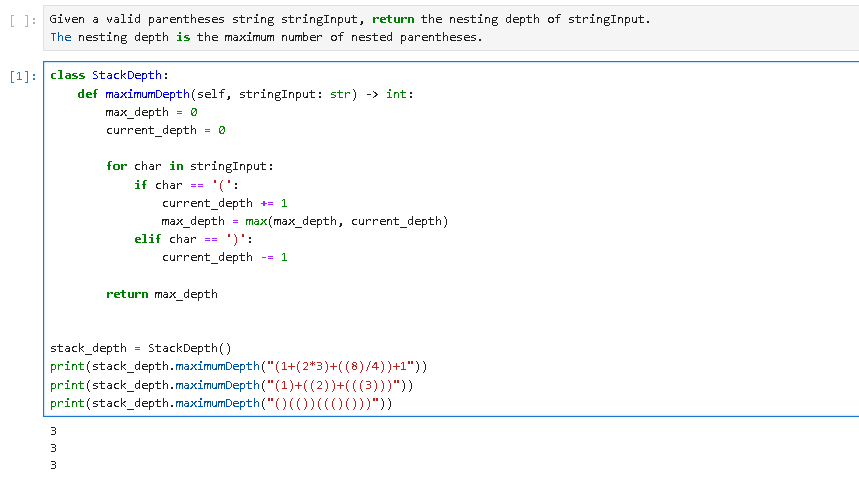 [ ]: Given a valid parentheses string stringInput, return the nesting depth of stringInput.
The nesting depth is the maximum number of nested parentheses.
[1]: class StackDepth:
    def maximumDepth(self, stringInput: str) -> int:
        max_depth = 0
        current_depth = 0
        for char in stringInput:
            if char == '(':
                current_depth += 1
                max_depth = max(max_depth, current_depth)
            elif char == ')':
                current_depth -= 1
        return max_depth
stack_depth = StackDepth()
print(stack_depth.maximumDepth("(1+(2*3)+((8)/4))+1"))
print(stack_depth.maximumDepth("(1)+((2))+(((3)))"))
print(stack_depth.maximumDepth("()(())((()()))"))
3
3
3